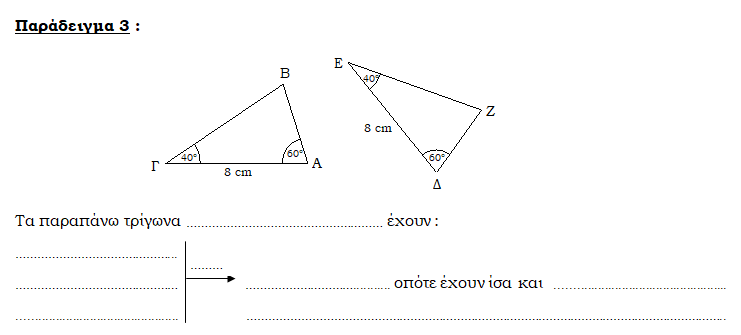 Παράδειγμα 3 :
Ε
40°
Β
Ζ
8 cm
60°
Δ
Γ
40°
60°
Α
8 cm
Τα παραπάνω τρίγωνα ........................................ έχουν :
........................................
.........
........................................ ........................................ οπότε έχουν ίσα και ........................................
........................................ ........................................